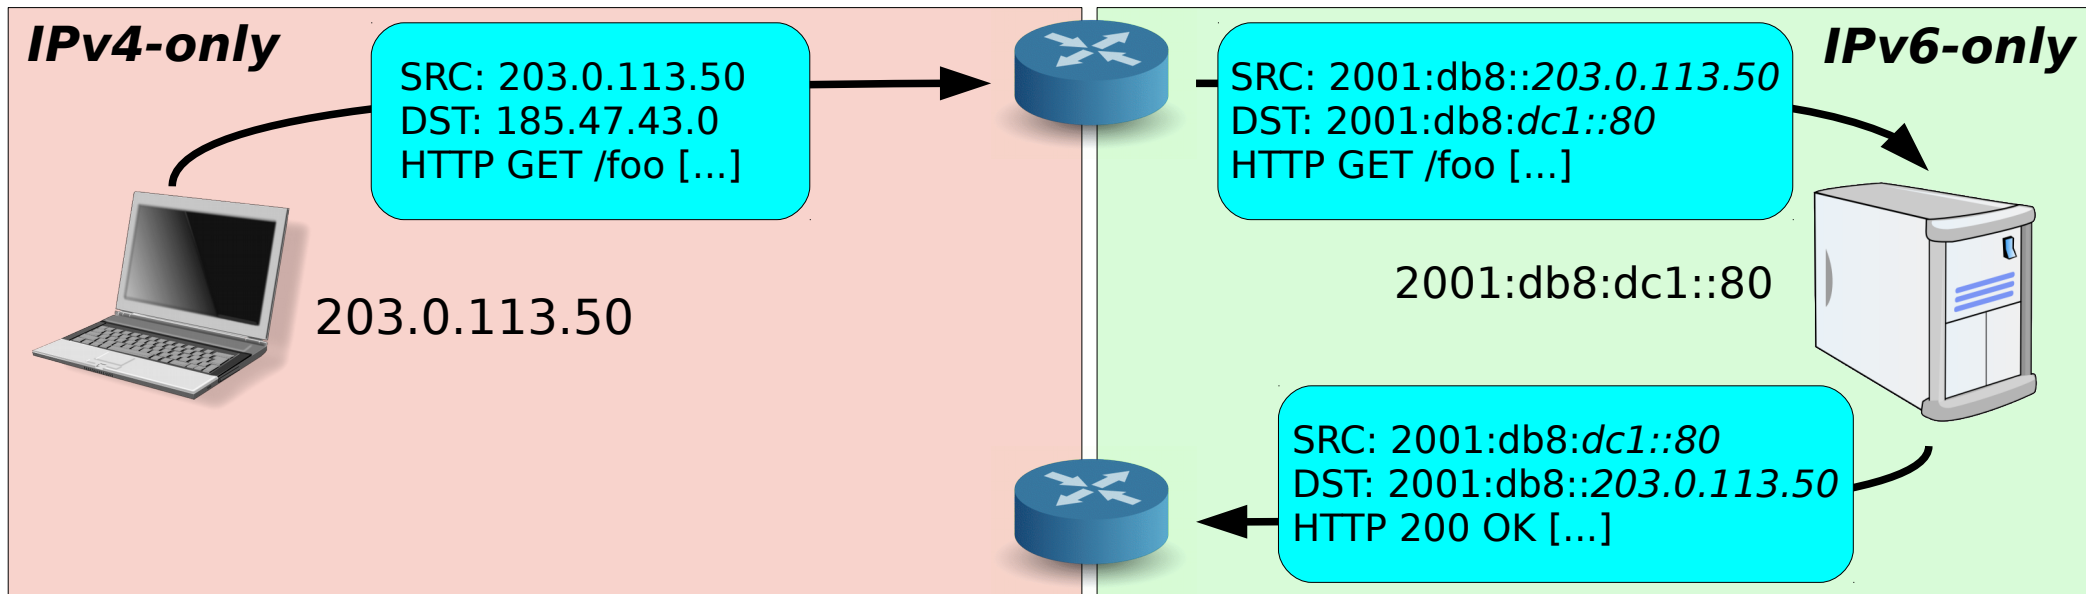 IPv4-only
SRC: 203.0.113.50
DST: 185.47.43.0
HTTP GET /foo [...]
SRC: 2001:db8::203.0.113.50
DST: 2001:db8:dc1::80
HTTP GET /foo [...]
IPv6-only
203.0.113.50
2001:db8:dc1::80
SRC: 2001:db8:dc1::80
DST: 2001:db8::203.0.113.50
HTTP 200 OK [...]